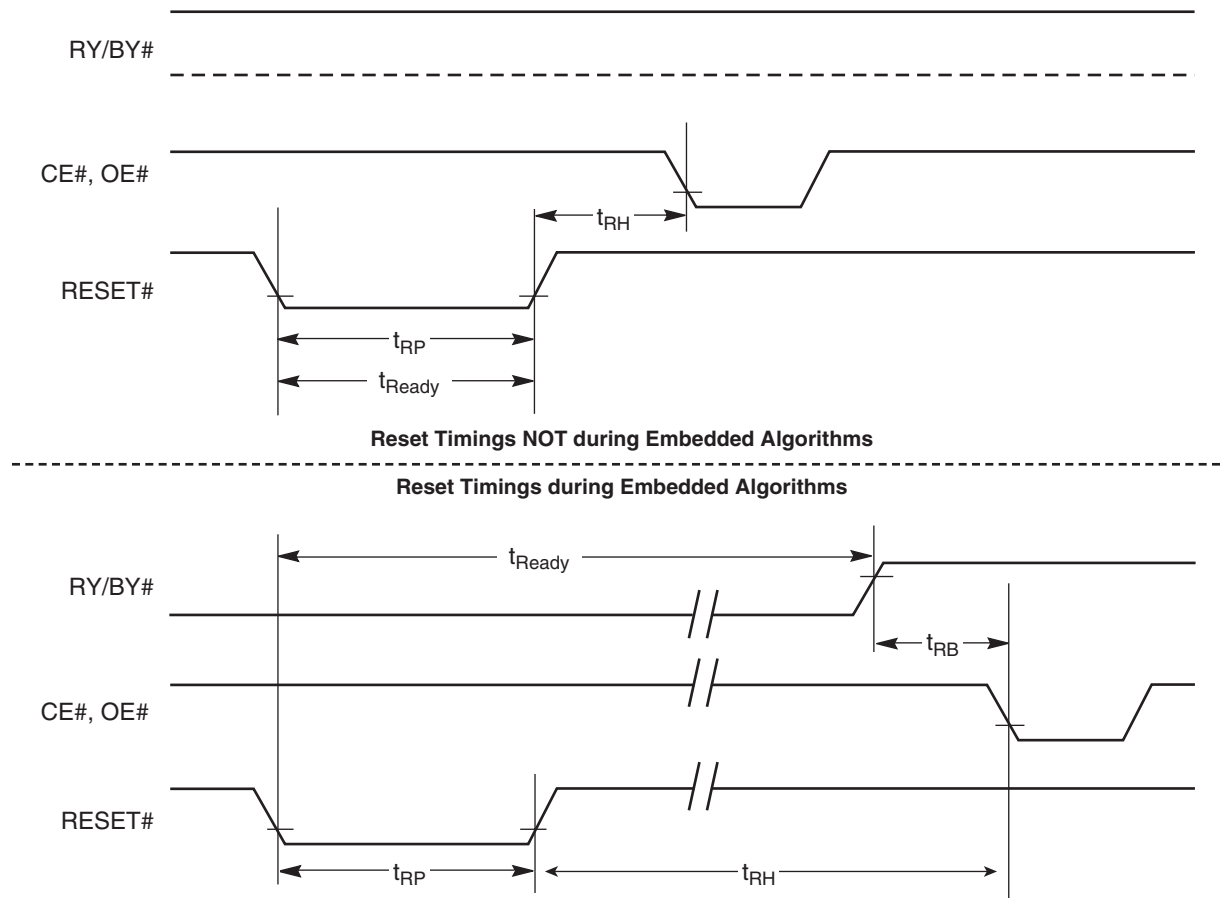 RY/BY#
CE#, OE#
tRH
RESET#
tRP
tReady
Reset Timings NOT during Embedded Algorithms
Reset Timings during Embedded Algorithms
tReady
RY/BY#
tRB
CE#, OE#
RESET#
tRP
tRH